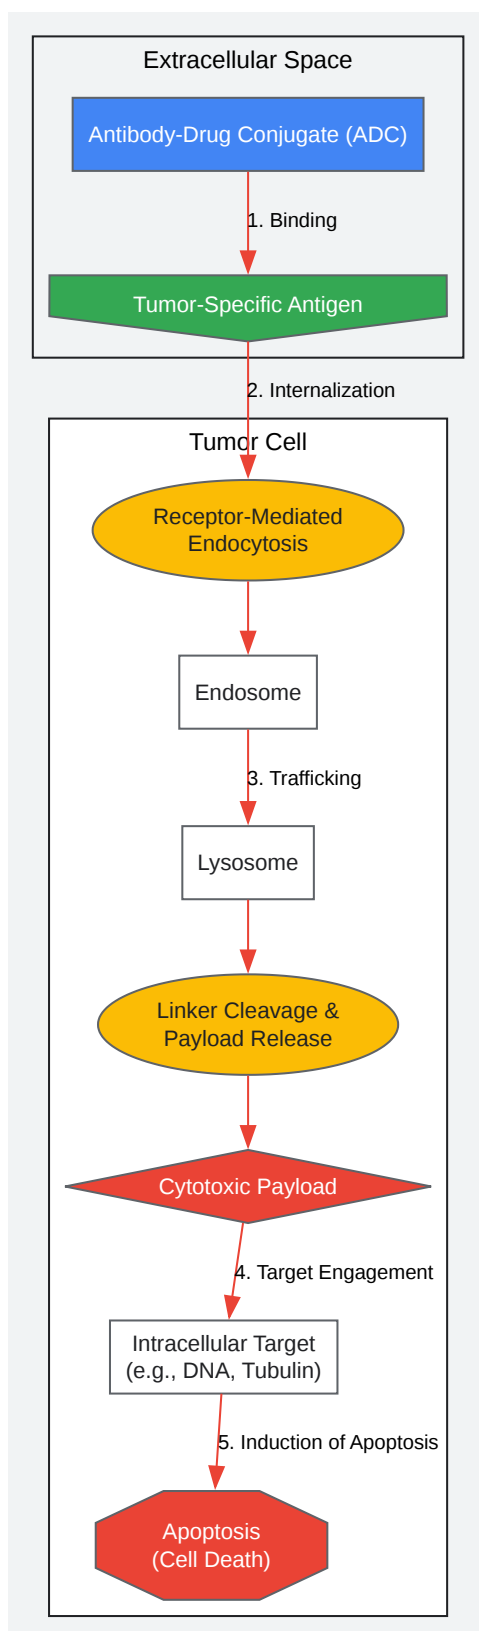 Extracellular Space
Antibody-Drug Conjugate (ADC)
1. Binding
Tumor-Specific Antigen
2. Internalization
Tumor Cell
Receptor-Mediated
Endocytosis
Endosome
3. Trafficking
Lysosome
Linker Cleavage &
Payload Release
Cytotoxic Payload
4. Target Engagement
Intracellular Target
(e.g., DNA, Tubulin)
5. Induction of Apoptosis
Apoptosis
(Cell Death)